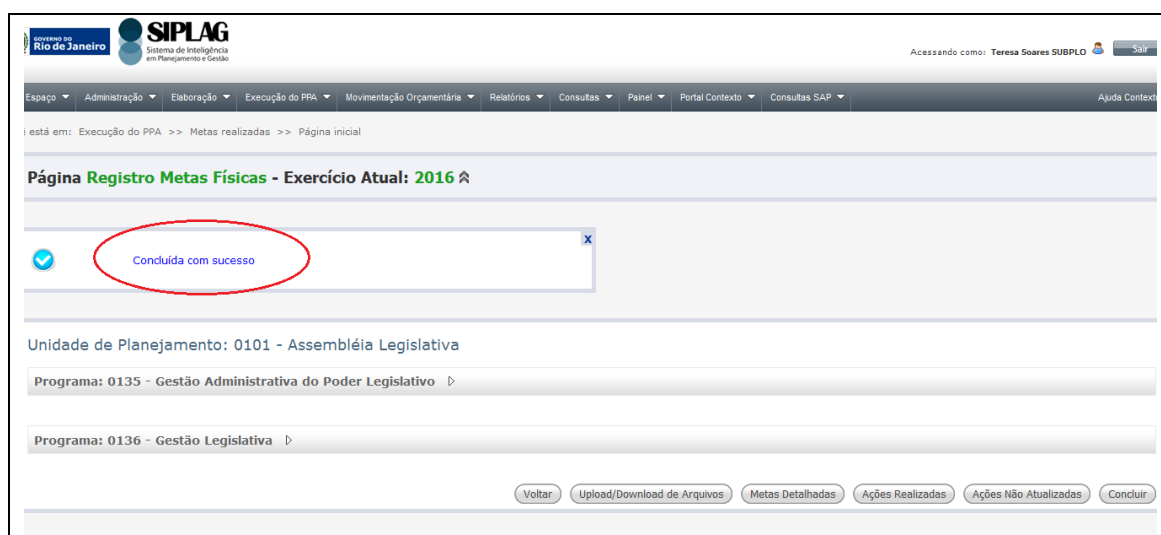 GOVERNO DO
Rio de Janeiro
SIPLAG
Sistema de Inteligência
em Planejamento e Gestão
Acessando como: Teresa Soares SUBPLO Sair
Espaço Administração Elaboração Execução do PPA Movimentação Orçamentária Relatórios Consultas Painel Portal Contexto Consultas SAP Ajuda Contexto
está em: Execução do PPA >> Metas realizadas >> Página inicial
Página Registro Metas Físicas - Exercício Atual: 2016
x
Concluída com sucesso
Unidade de Planejamento: 0101 - Assembléia Legislativa
Programa: 0135 - Gestão Administrativa do Poder Legislativo
Programa: 0136 - Gestão Legislativa
Voltar Upload/Download de Arquivos Metas Detalhadas Ações Realizadas Ações Não Atualizadas Concluir